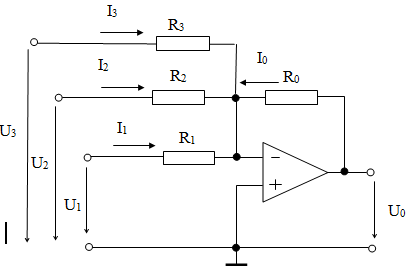 I₃
R₃
I₂
R₂
I₀
R₀
U₃
I₁
R₁
U₂
−
U₁
+
U₀